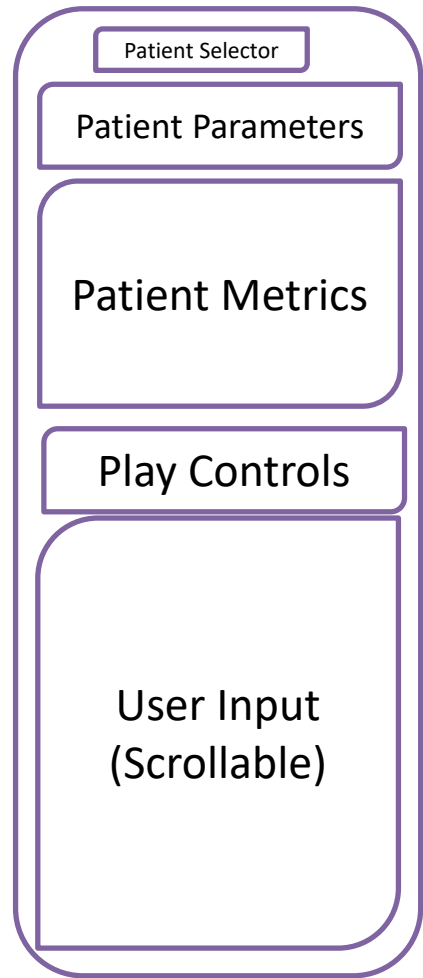 Patient Selector
Patient Parameters
Patient Metrics
Play Controls
User Input
(Scrollable)